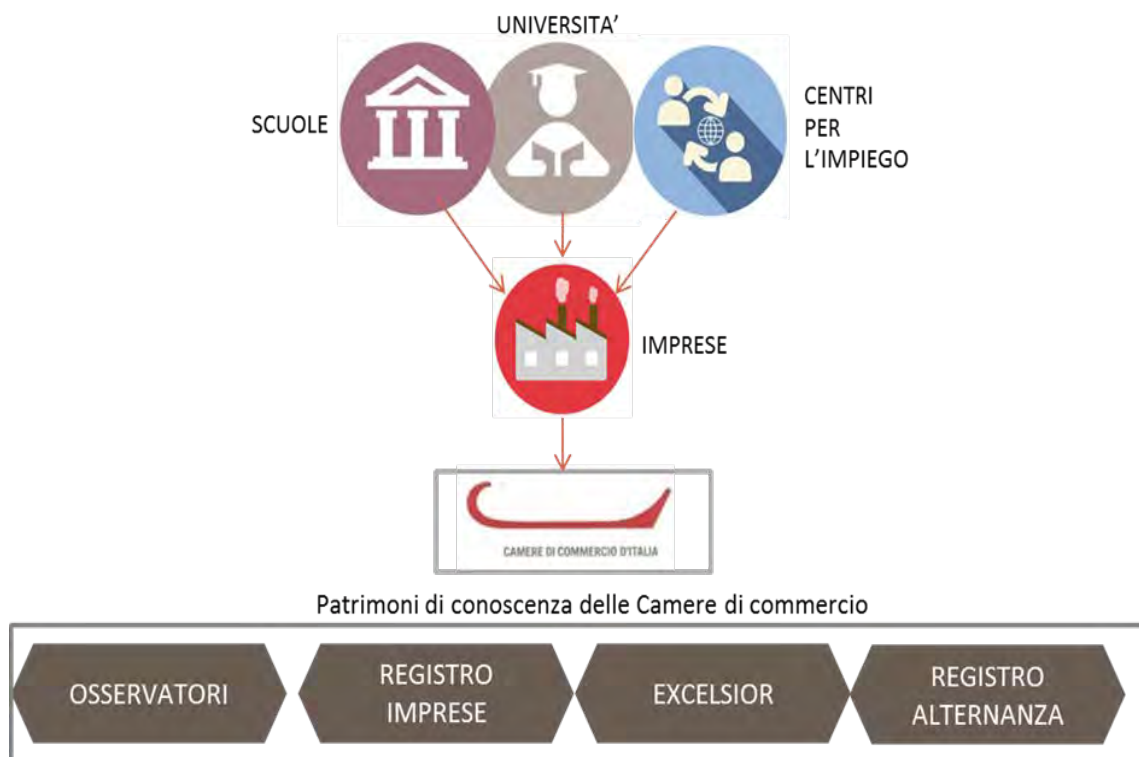 UNIVERSITA’
SCUOLE
CENTRI
PER
L’IMPIEGO
IMPRESE
CAMERE DI COMMERCIO D'ITALIA
Patrimoni di conoscenza delle Camere di commercio
OSSERVATORI
REGISTRO
IMPRESE
EXCELSIOR
REGISTRO
ALTERNANZA